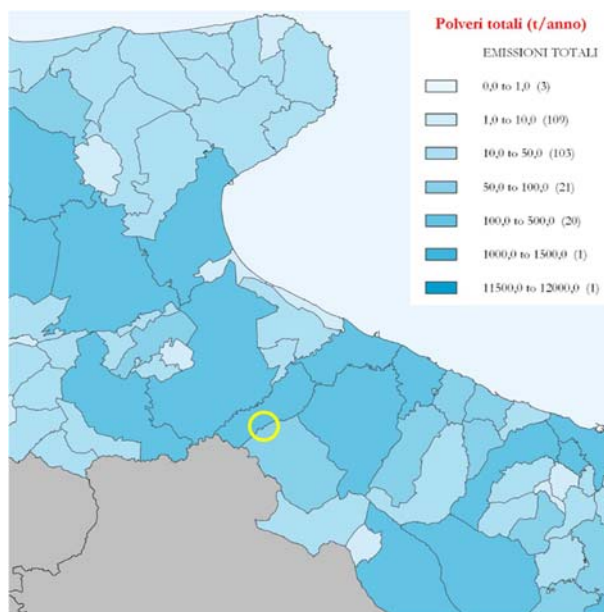 Polveri totali (t/anno)
EMISSIONI TOTALI
0,0 to 1,0 (3)
1,0 to 10,0 (109)
10,0 to 50,0 (103)
50,0 to 100,0 (21)
100,0 to 500,0 (20)
1000,0 to 1500,0 (1)
11500,0 to 12000,0 (1)